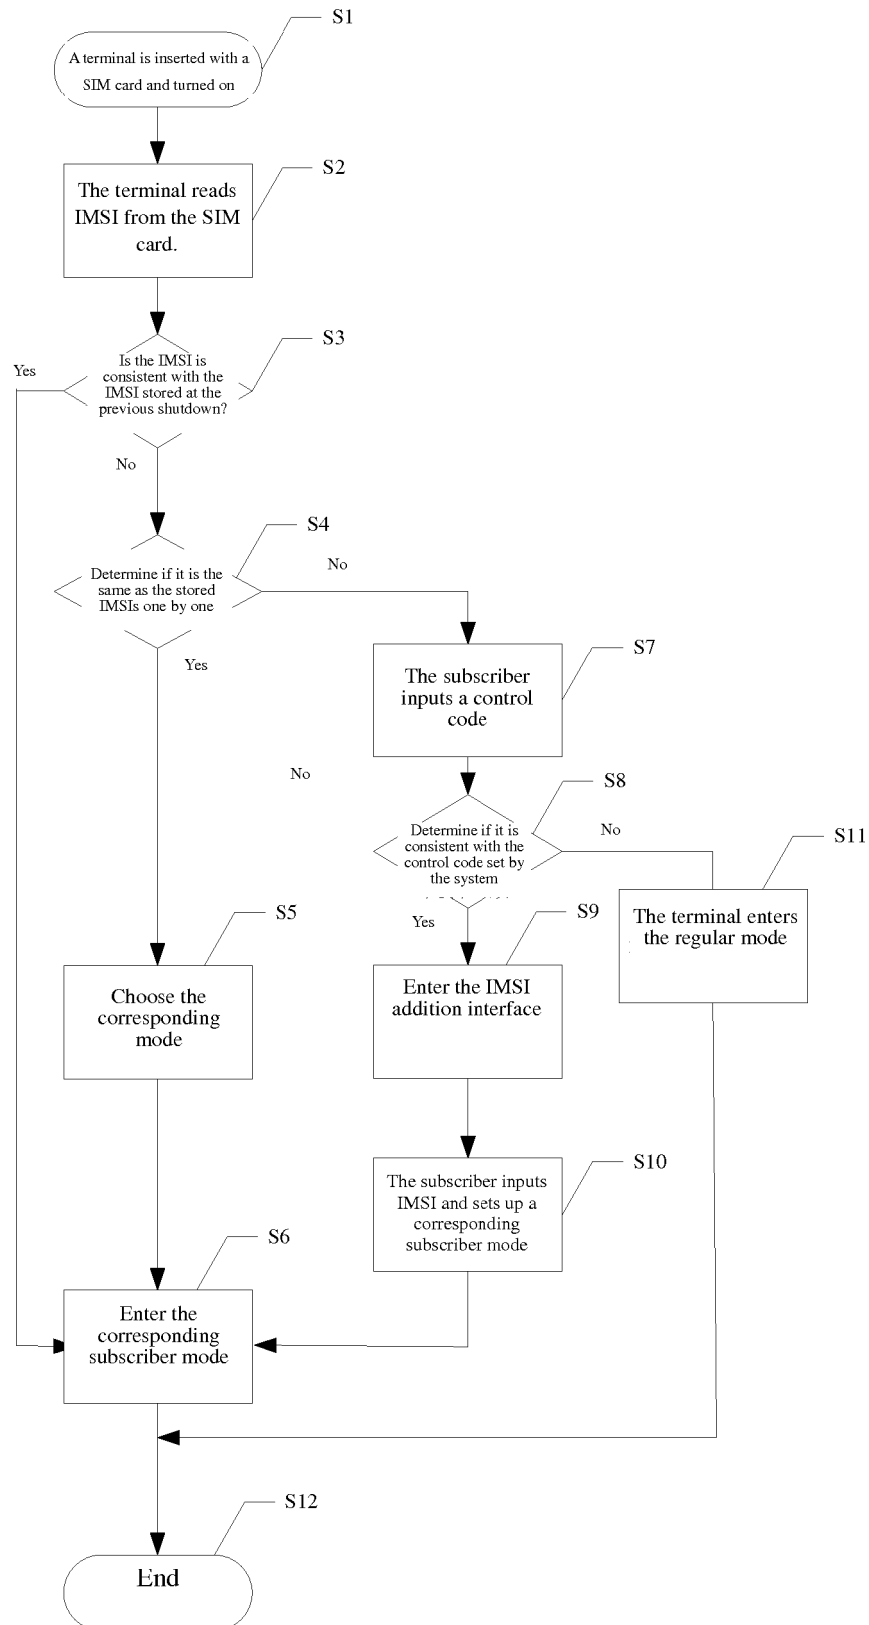 S1
A terminal is inserted with a
SIM card and turned on
S2
The terminal reads
IMSI from the SIM
card.
S3
Yes
Is the IMSI is
consistent with the
IMSI stored at the
previous shutdown?
No
S4
No
Determine if it is the
same as the stored
IMSIs one by one
Yes
S7
The subscriber
inputs a control
code
No
S8
Determine if it is
consistent with the
control code set by
the system
No
S11
The terminal enters
the regular mode
Yes
S9
Enter the IMSI
addition interface
S5
Choose the
corresponding
mode
S10
The subscriber inputs
IMSI and sets up a
corresponding
subscriber mode
S6
Enter the
corresponding
subscriber mode
S12
End